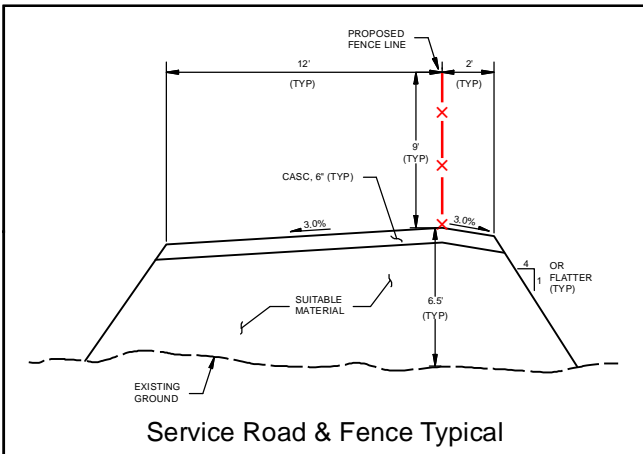 PROPOSED
FENCE LINE
12'
(TYP)
2'
(TYP)
9'
(TYP)
CASC, 6" (TYP)
3.0%
3.0%
4
1
OR
FLATTER
(TYP)
SUITABLE
MATERIAL
6.5'
(TYP)
EXISTING
GROUND
Service Road & Fence Typical